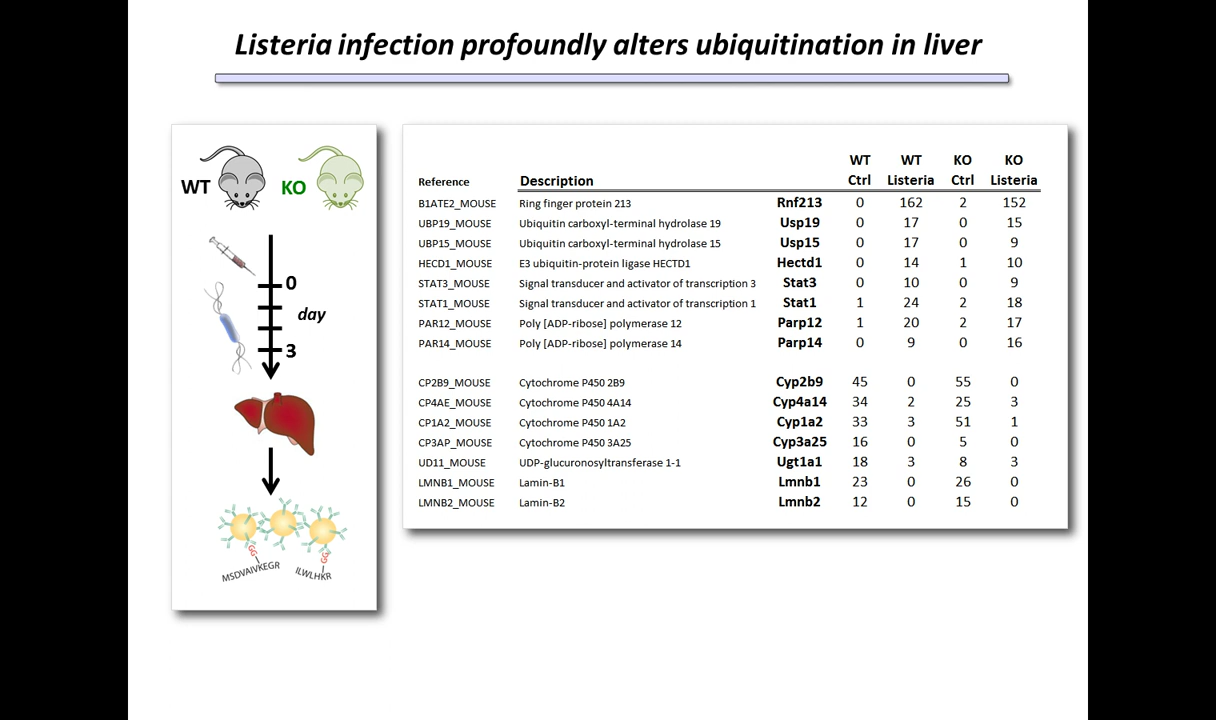 Listeria infection profoundly alters ubiquitination in liver
WT
KO
0
day
3
GG
MSDVAIVKEGR
GG
ILWLHKR
WT WT KO KO
Reference Description Ctrl Listeria Ctrl Listeria
B1ATE2_MOUSE Ring finger protein 213 Rnf213 0 162 2 152
UBP19_MOUSE Ubiquitin carboxyl-terminal hydrolase 19 Usp19 0 17 0 15
UBP15_MOUSE Ubiquitin carboxyl-terminal hydrolase 15 Usp15 0 17 0 9
HECD1_MOUSE E3 ubiquitin-protein ligase HECTD1 Hectd1 0 14 1 10
STAT3_MOUSE Signal transducer and activator of transcription 3 Stat3 0 10 0 9
STAT1_MOUSE Signal transducer and activator of transcription 1 Stat1 1 24 2 18
PAR12_MOUSE Poly [ADP-ribose] polymerase 12 Parp12 1 20 2 17
PAR14_MOUSE Poly [ADP-ribose] polymerase 14 Parp14 0 9 0 16
CP2B9_MOUSE Cytochrome P450 2B9 Cyp2b9 45 0 55 0
CP4AE_MOUSE Cytochrome P450 4A14 Cyp4a14 34 2 25 3
CP1A2_MOUSE Cytochrome P450 1A2 Cyp1a2 33 3 51 1
CP3AP_MOUSE Cytochrome P450 3A25 Cyp3a25 16 0 5 0
UD11_MOUSE UDP-glucuronosyltransferase 1-1 Ugt1a1 18 3 8 3
LMNB1_MOUSE Lamin-B1 Lmnb1 23 0 26 0
LMNB2_MOUSE Lamin-B2 Lmnb2 12 0 15 0